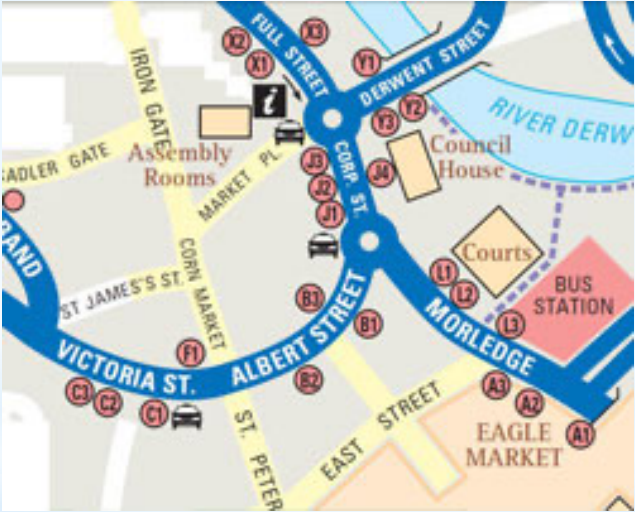 FULL STREET
X3
X2
X1
Y1
DERWENT STREET
IRON GATE
i
Y2
Y3
RIVER DERW
ADLER GATE
Assembly
Rooms
MARKET PL.
CORP. ST.
J3
J2
J1
J4
Council
House
RAND
CORN MARKET
Courts
ST JAMES'S ST.
L1
L2
L3
BUS
STATION
B3
B1
B2
ALBERT STREET
MORLEDGE
F1
VICTORIA ST.
C3
C2
C1
ST. PETER
EAST STREET
A3
A2
A1
EAGLE
MARKET